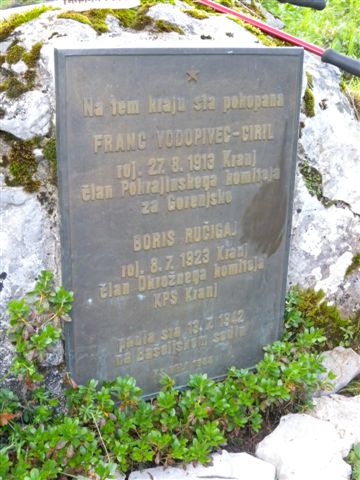 Na tem kraju sta pokopana
FRANC VODOPIVEC-CIRIL
roj. 27. 8. 1913 Kranj
član Pokrajinskega komiteja
za Gorenjsko
BORIS RUČIGAJ
roj. 8. 7. 1923 Kranj
član Okrožnega komiteja
KPS Kranj
padla sta 13. 7. 1942
na Bašeljskem sedlu